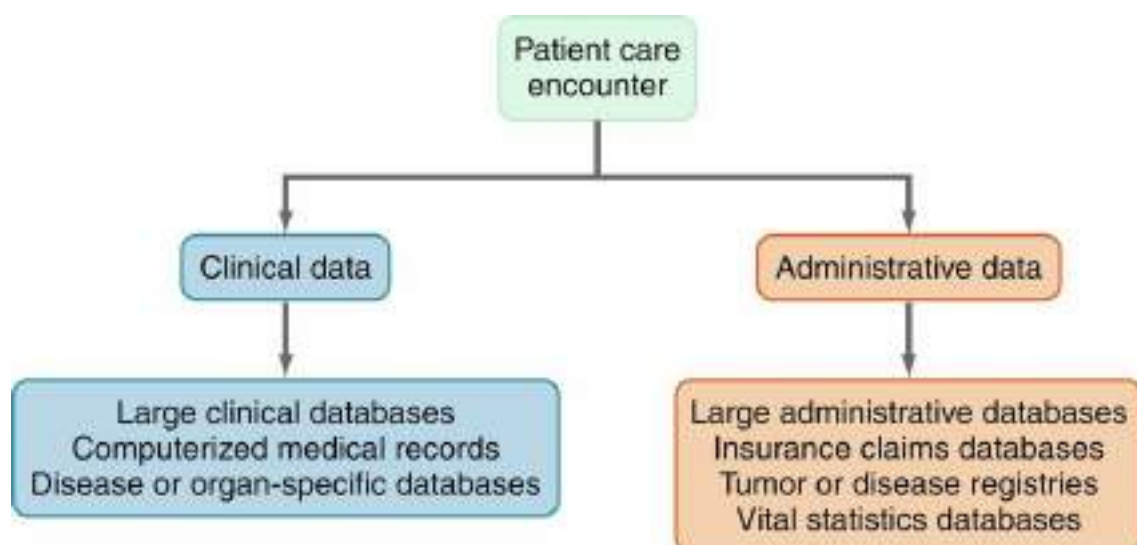 Patient care
encounter
Clinical data
Administrative data
Large clinical databases
Computerized medical records
Disease or organ-specific databases
Large administrative databases
Insurance claims databases
Tumor or disease registries
Vital statistics databases